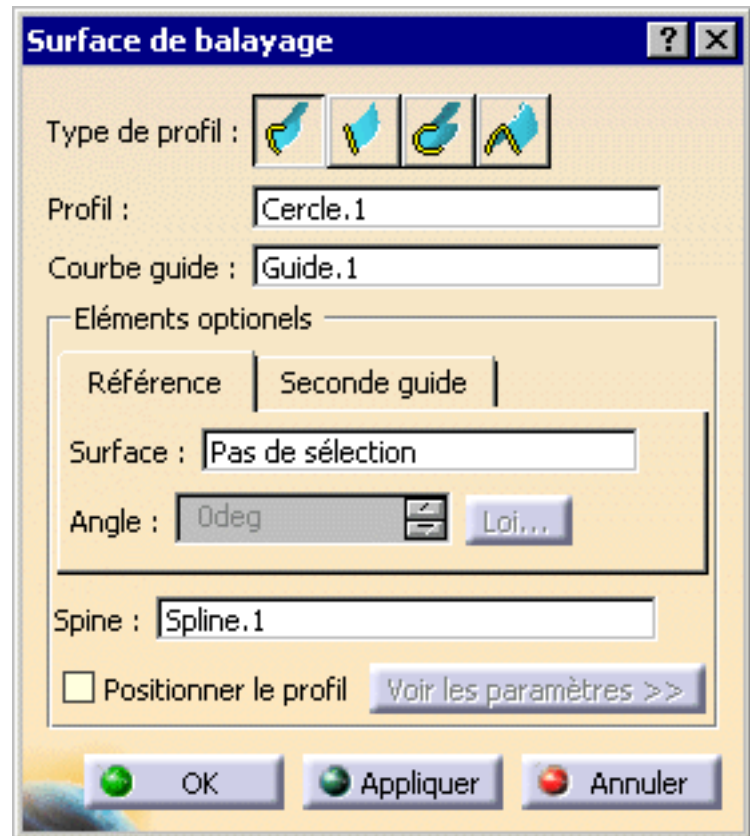 Surface de balayage ?
Type de profil :
Profil : Cercle.1
Courbe guide : Guide.1
Eléments optionels
Référence Seconde guide
Surface : Pas de sélection
Angle : 0deg Loi...
Spine : Spline.1
Positionner le profil Voir les paramètres >>
OK Appliquer Annuler